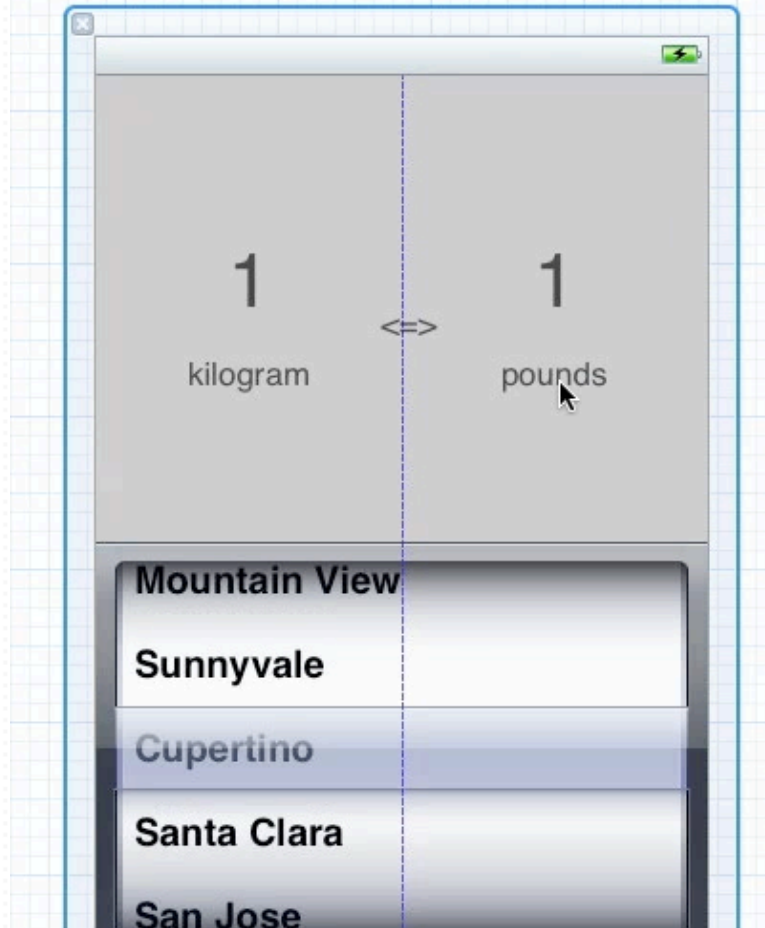 1 1
<=>
kilogram pounds
Mountain View
Sunnyvale
Cupertino
Santa Clara
San Jose